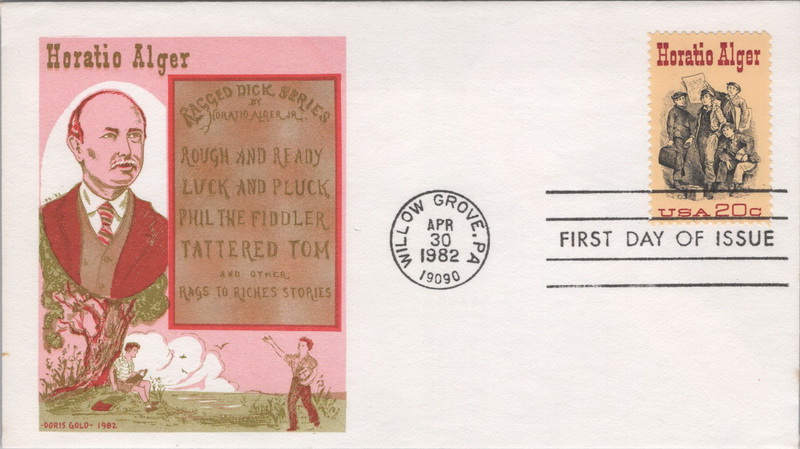 Horatio Alger
RAGGED DICK SERIES
BY
HORATIO ALGER JR.
ROUGH AND READY
LUCK AND PLUCK
PHIL THE FIDDLER
TATTERED TOM
AND OTHER
RAGS TO RICHES STORIES
-DORIS GOLD- 1982
WILLOW GROVE, PA
APR
30
1982
19090
Horatio Alger
USA 20c
FIRST DAY OF ISSUE